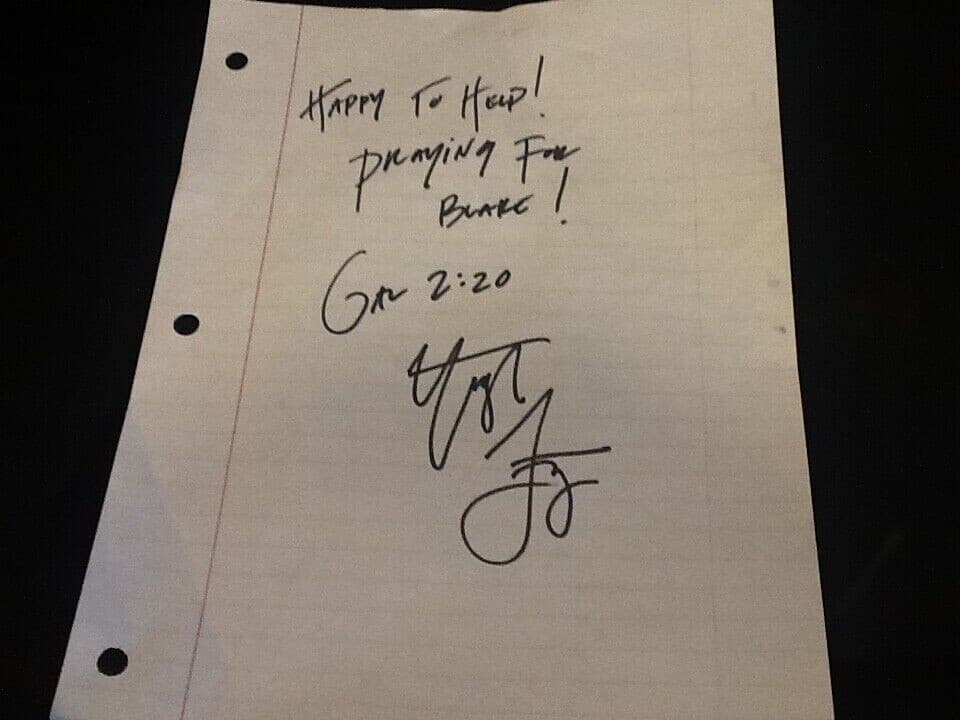 HAPPY TO HELP!
PRAYING FOR
BLAKE!
GAL 2:20